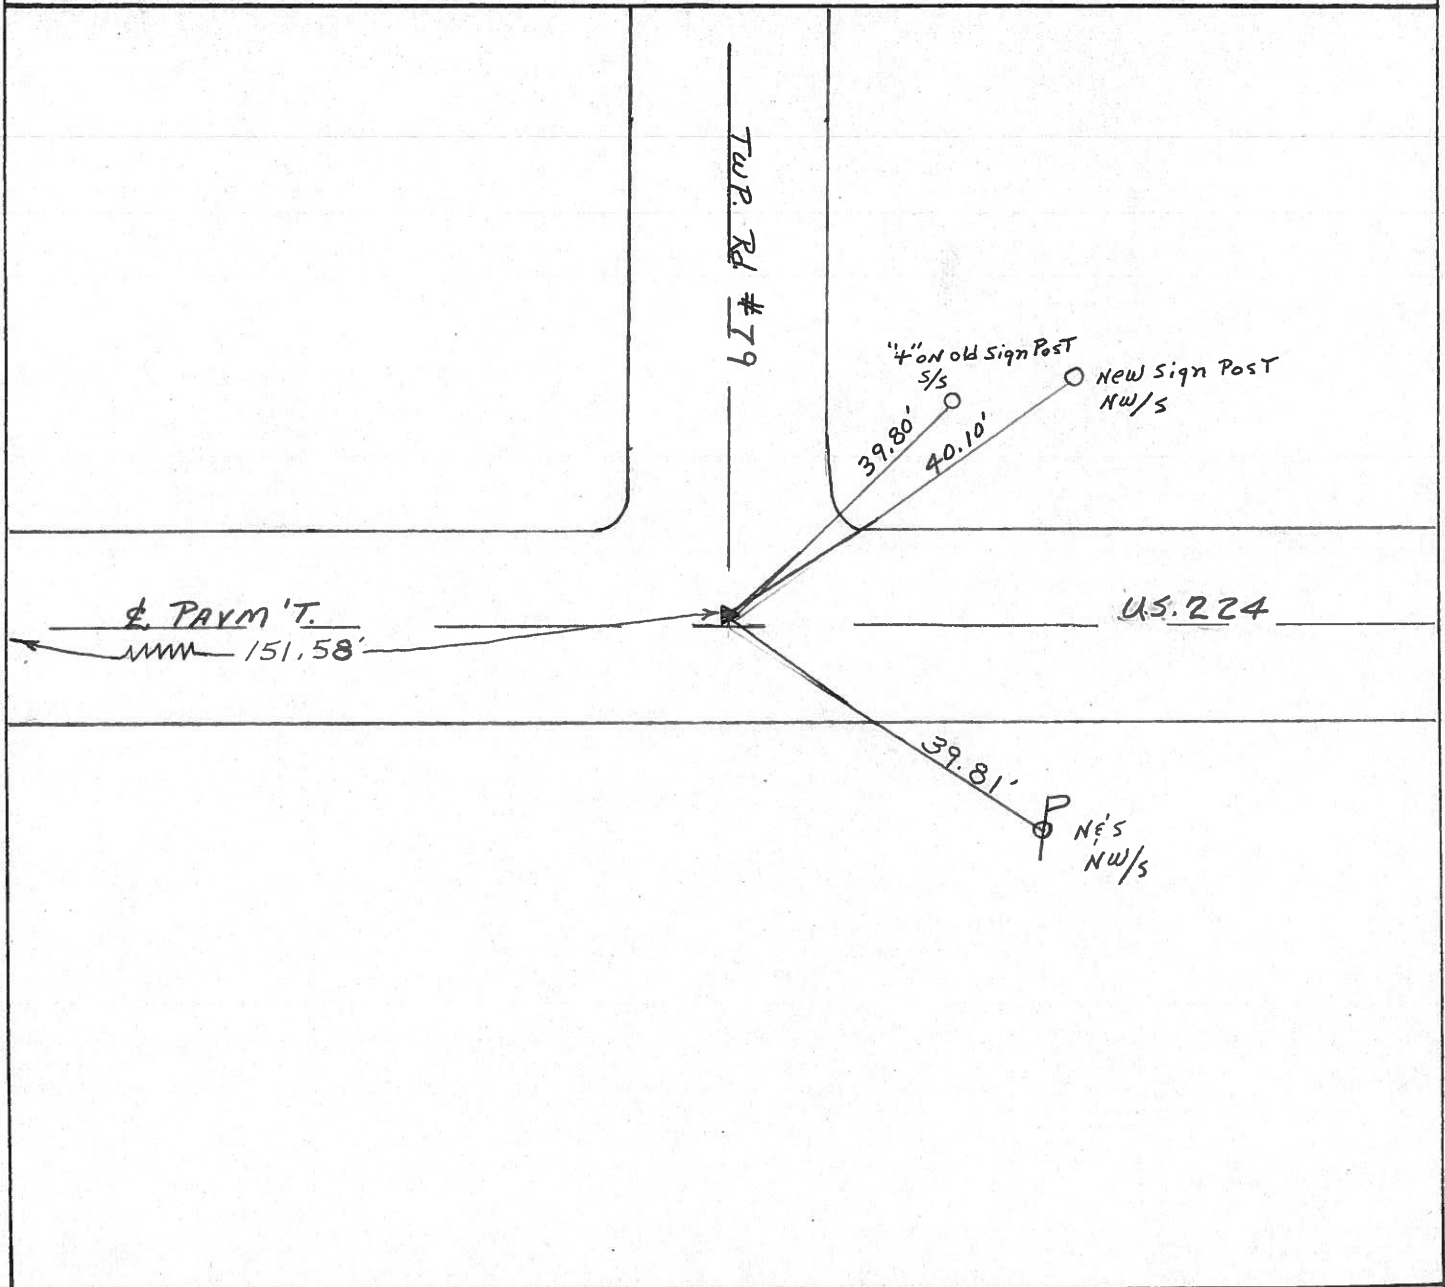 Twp. Rd #79
"+" ON old Sign Post
S/S
New Sign Post
NW/S
39.80'
40.10'
℄ PAVM'T.
151.58'
U.S. 224
39.81'
N&S
NW/S